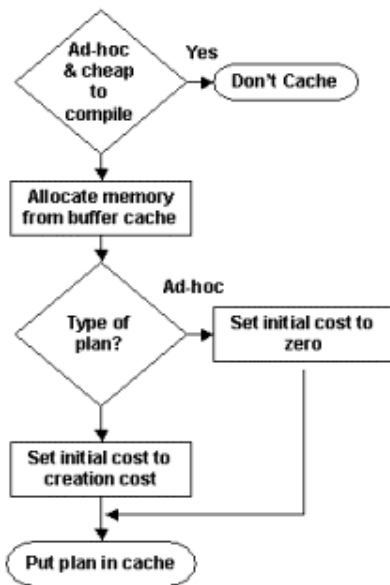 Ad-hoc
& cheap
to
compile
Yes
Don't Cache
Allocate memory
from buffer cache
Type of
plan?
Ad-hoc
Set initial cost to
zero
Set initial cost to
creation cost
Put plan in cache